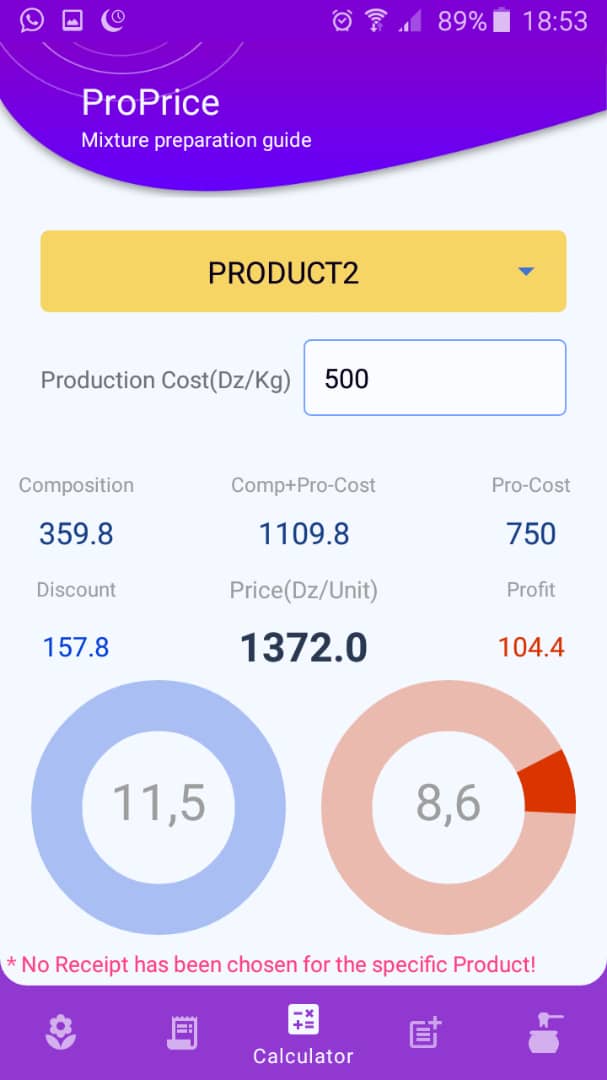 89% 18:53
ProPrice
Mixture preparation guide
PRODUCT2
Production Cost(Dz/Kg) 500
Composition Comp+Pro-Cost Pro-Cost
359.8 1109.8 750
Discount Price(Dz/Unit) Profit
157.8 1372.0 104.4
11,5 8,6
* No Receipt has been chosen for the specific Product!
Calculator